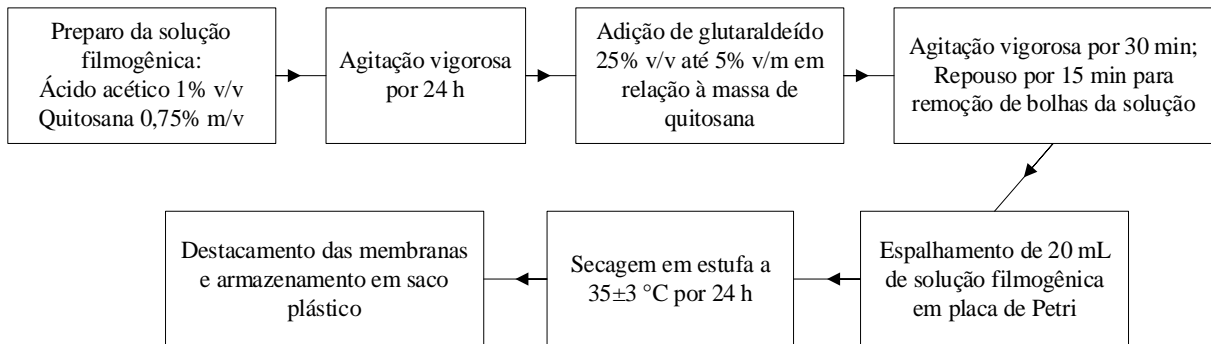 Preparo da solução
filmogênica:
Ácido acético 1% v/v
Quitosana 0,75% m/v
Agitação vigorosa
por 24 h
Adição de glutaraldeído
25% v/v até 5% v/m em
relação à massa de
quitosana
Agitação vigorosa por 30 min;
Repouso por 15 min para
remoção de bolhas da solução
Espalhamento de 20 mL
de solução filmogênica
em placa de Petri
Secagem em estufa a
35±3 °C por 24 h
Destacamento das membranas
e armazenamento em saco
plástico